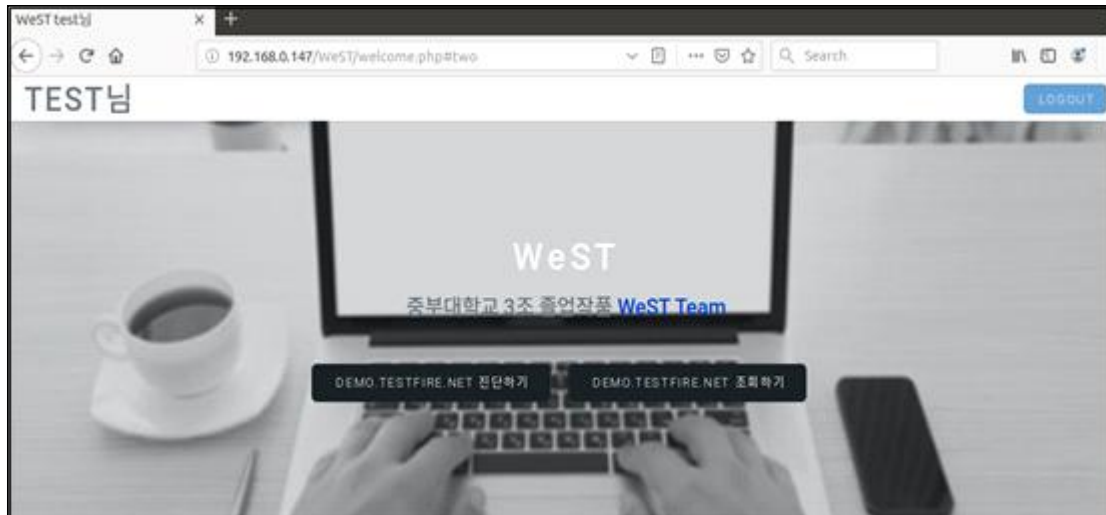 WeST test님
192.168.0.147/WeST/welcome.php#two
Search
TEST님
LOGOUT
WeST
중부대학교 3조 졸업작품 WeST Team
DEMO.TESTFIRE.NET 진단하기
DEMO.TESTFIRE.NET 조회하기